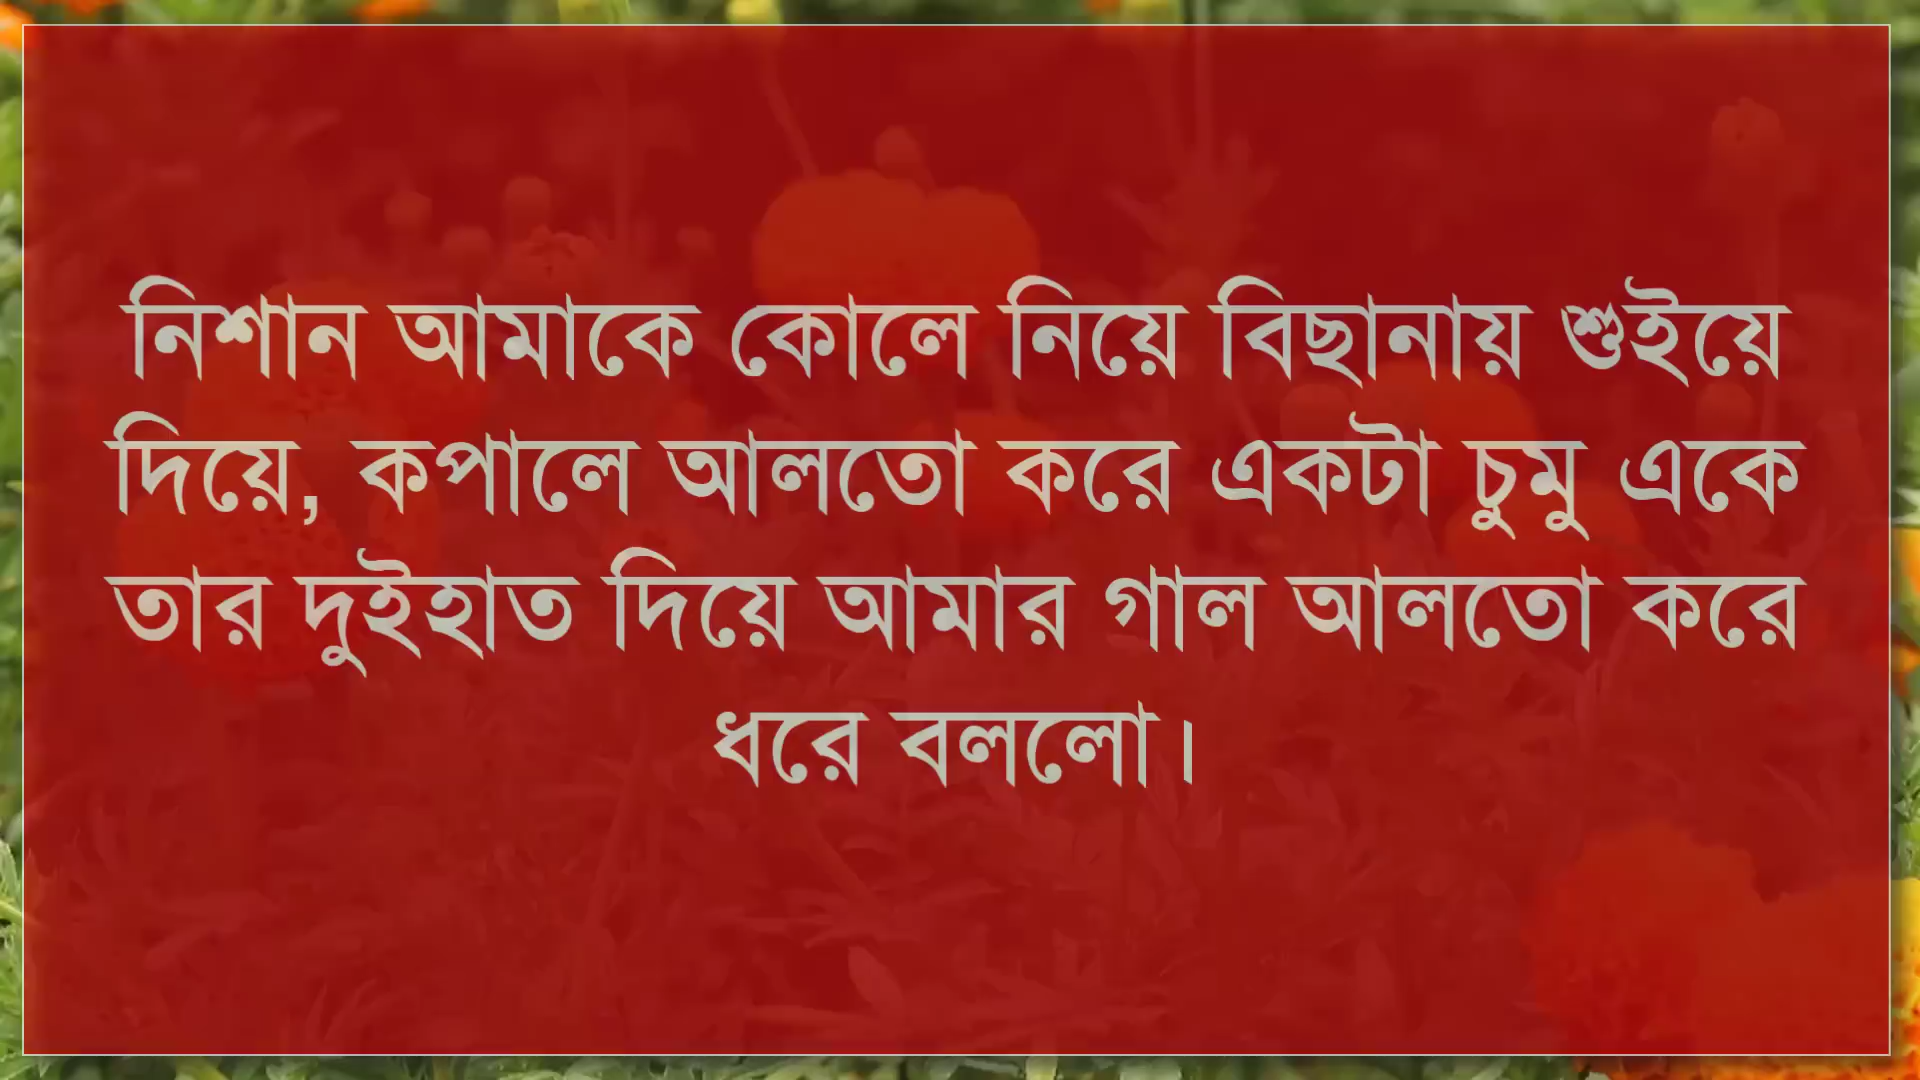 নিশান আমাকে কোলে নিয়ে বিছানায় শুইয়ে
দিয়ে, কপালে আলতো করে একটা চুমু একে
তার দুইহাত দিয়ে আমার গাল আলতো করে
ধরে বললো।